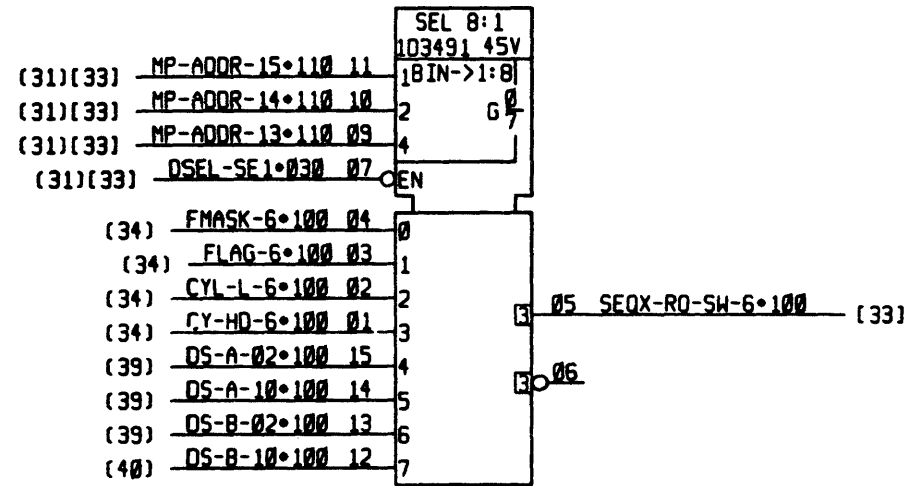 SEL 8:1
103491 45V
(31)[33] MP-ADDR-15•110 11 1 BIN->1:8
(31)[33] MP-ADDR-14•110 10 2 G 0/7
(31)[33] MP-ADDR-13•110 09 4
(31)[33] DSEL-SE1•030 07 EN
(34) FMASK-6•100 04 0
(34) FLAG-6•100 03 1
(34) CYL-L-6•100 02 2
(34) CY-HD-6•100 01 3
3 05 SEQX-RO-SW-6•100 [33]
(39) DS-A-02•100 15 4
(39) DS-A-10•100 14 5
3 06
(39) DS-B-02•100 13 6
(40) DS-B-10•100 12 7